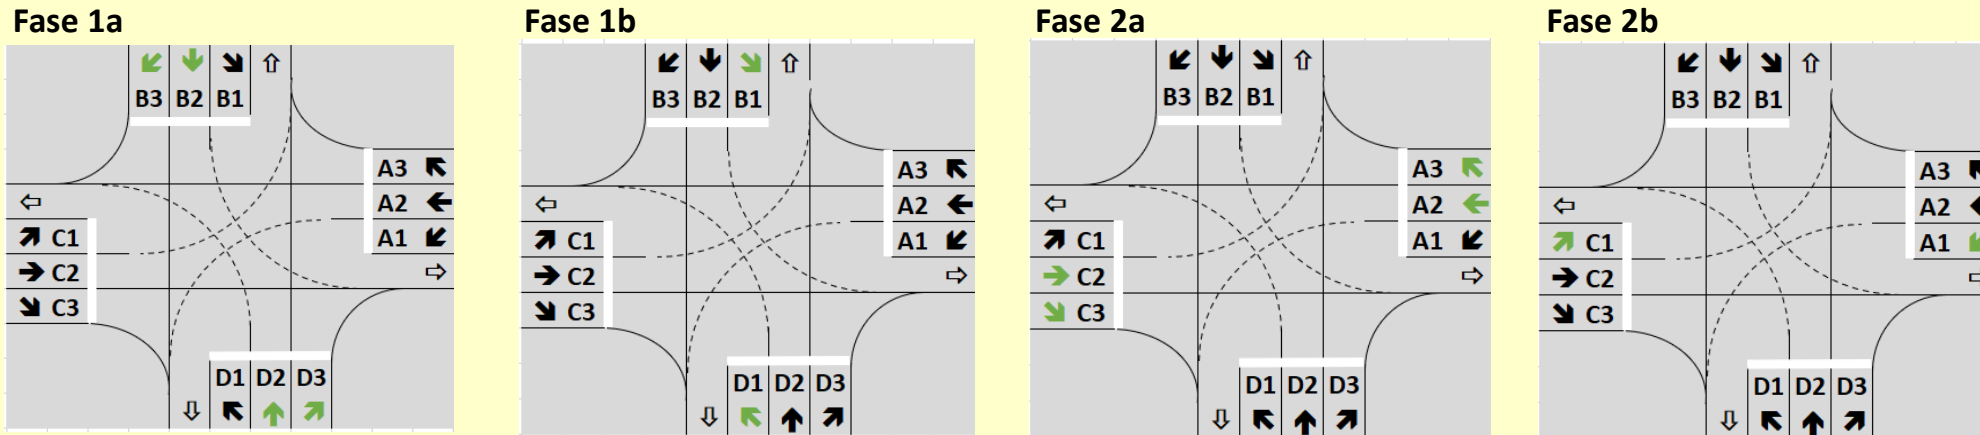 Fase 1a
B3 B2 B1
A3
A2
C1 A1
C2
C3
D1 D2 D3
Fase 1b
B3 B2 B1
A3
A2
C1 A1
C2
C3
D1 D2 D3
Fase 2a
B3 B2 B1
A3
A2
C1 A1
C2
C3
D1 D2 D3
Fase 2b
B3 B2 B1
A3
A2
C1 A1
C2
C3
D1 D2 D3